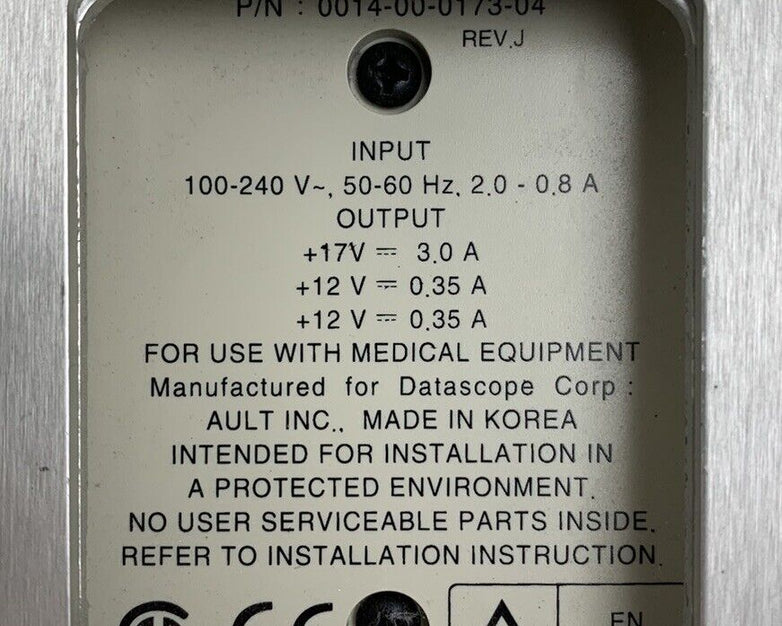 P/N : 0014-00-0173-04
REV.J
INPUT
100-240 V~, 50-60 Hz, 2.0 - 0.8 A
OUTPUT
+17V ⎓ 3.0 A
+12 V ⎓ 0.35 A
+12 V ⎓ 0.35 A
FOR USE WITH MEDICAL EQUIPMENT
Manufactured for Datascope Corp :
AULT INC., MADE IN KOREA
INTENDED FOR INSTALLATION IN
A PROTECTED ENVIRONMENT.
NO USER SERVICEABLE PARTS INSIDE.
REFER TO INSTALLATION INSTRUCTION.
CE
EN